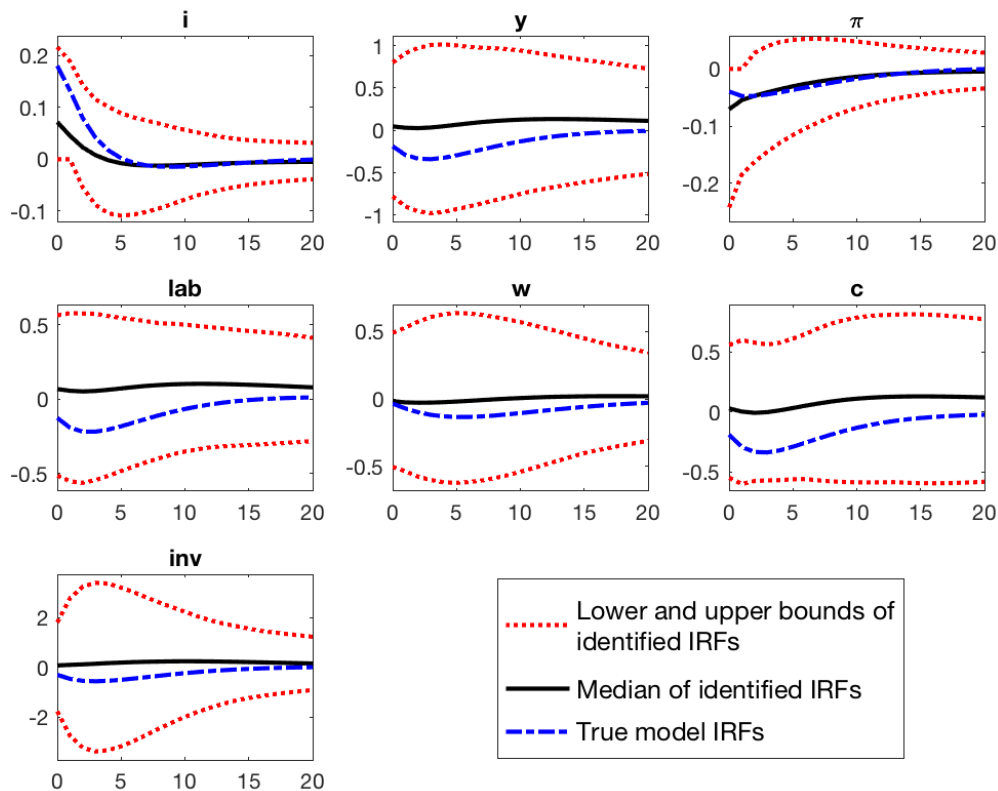 i
y
π
0.2
0.1
0
-0.1
0 5 10 15 20
1
0.5
0
-0.5
-1
0 5 10 15 20
0
-0.1
-0.2
0 5 10 15 20
lab
w
c
0.5
0
-0.5
0 5 10 15 20
0.5
0
-0.5
0 5 10 15 20
0.5
0
-0.5
0 5 10 15 20
inv
2
0
-2
0 5 10 15 20
Lower and upper bounds of
identified IRFs
Median of identified IRFs
True model IRFs